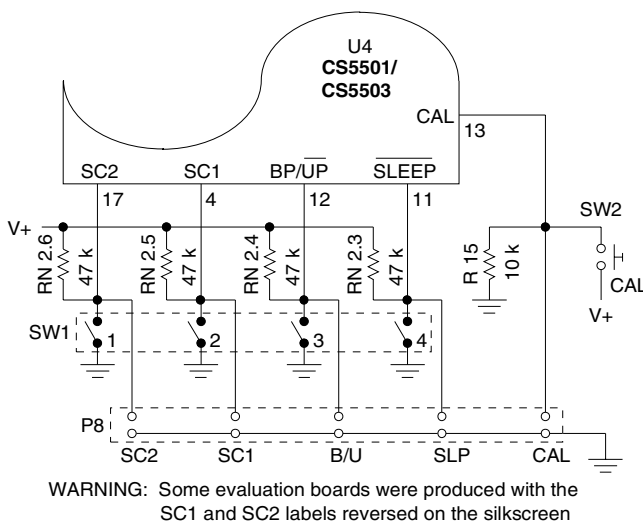 U4
CS5501/
CS5503
CAL
13
SC2 SC1 BP/UP SLEEP
17 4 12 11
V+
RN 2.6 47 k RN 2.5 47 k RN 2.4 47 k RN 2.3 47 k
R 15 10 k
SW2
CAL
V+
SW1 1 2 3 4
P8
SC2 SC1 B/U SLP CAL
WARNING: Some evaluation boards were produced with the
SC1 and SC2 labels reversed on the silkscreen